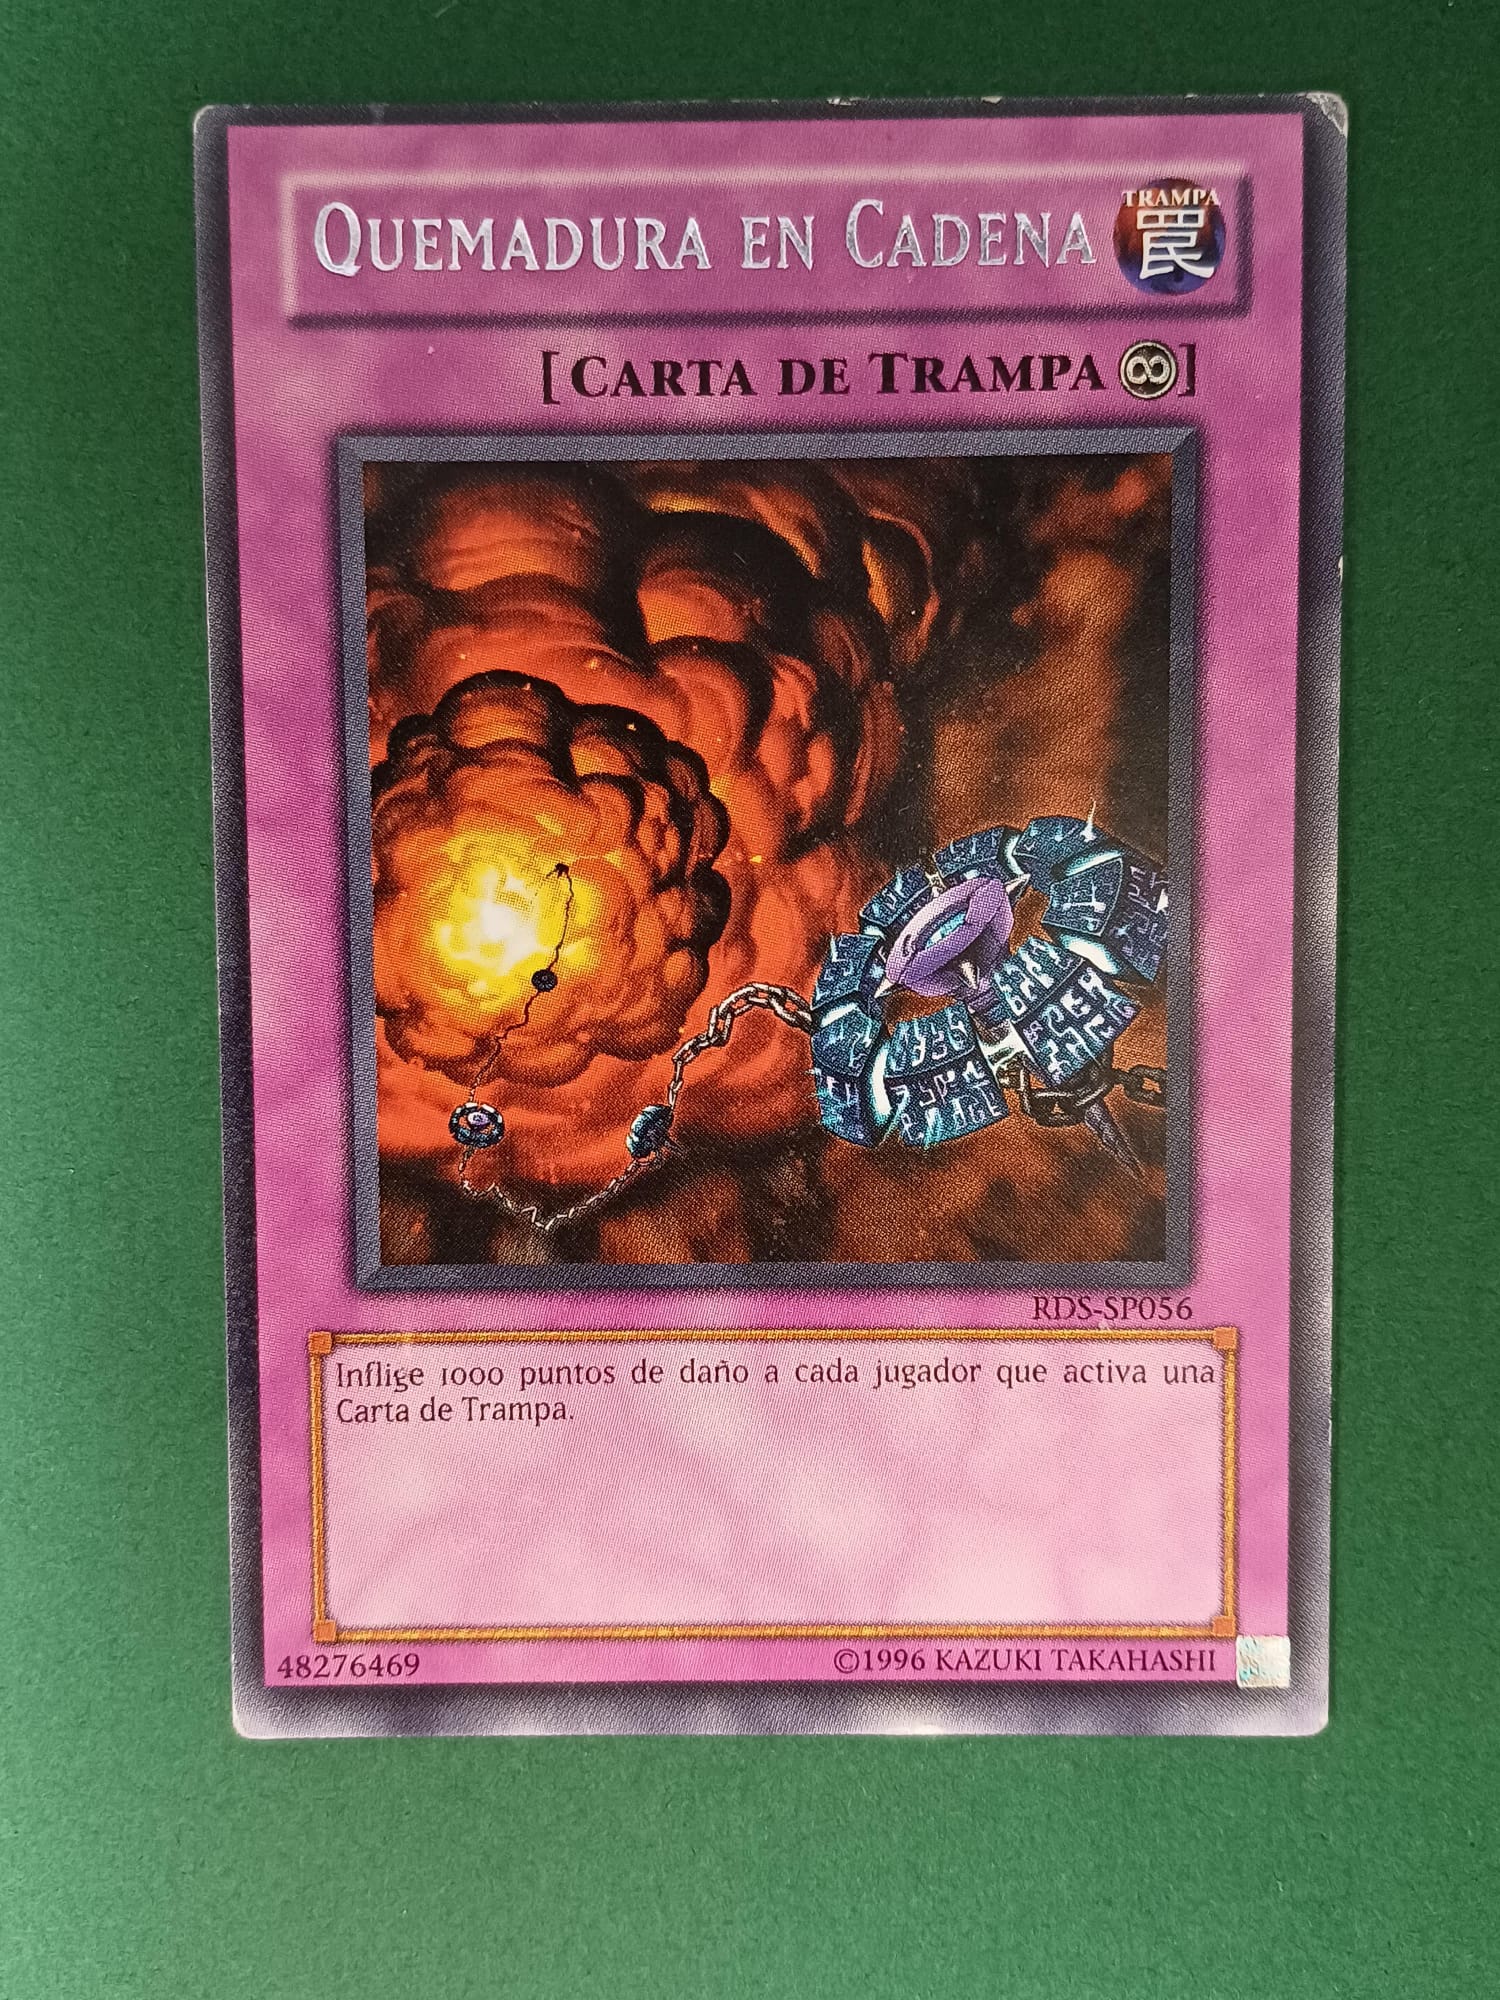 QUEMADURA EN CADENA
TRAMPA
罠
[CARTA DE TRAMPA]
RDS-SP056
Inflige 1000 puntos de daño a cada jugador que activa una
Carta de Trampa.
48276469
©1996 KAZUKI TAKAHASHI